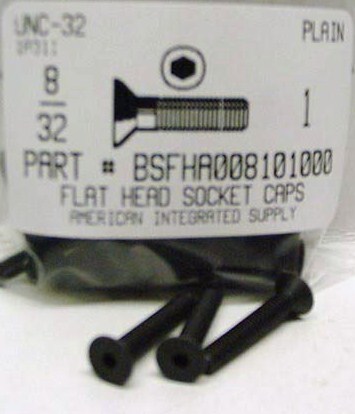 UNC-32
PLAIN
8
32
1
PART # BSFHA008101000
FLAT HEAD SOCKET CAPS
AMERICAN INTEGRATED SUPPLY